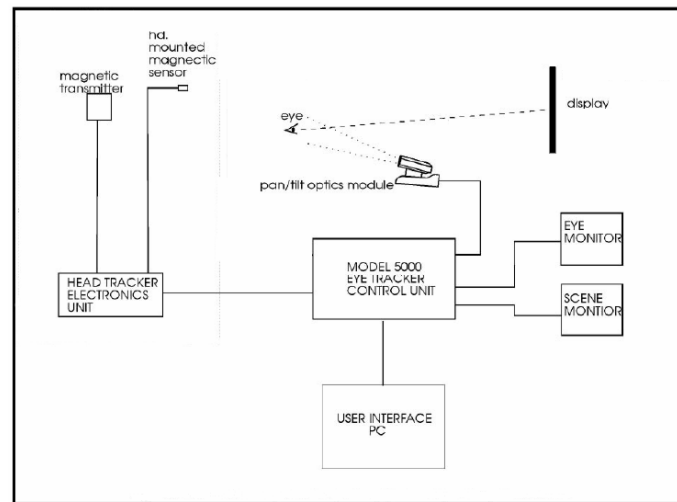 hd.
mounted
magnectic
sensor
magnetic
transmitter
eye
display
pan/tilt optics module
EYE
MONITOR
MODEL 5000
EYE TRACKER
CONTROL UNIT
HEAD TRACKER
ELECTRONICS
UNIT
SCENE
MONTIOR
USER INTERFACE
PC